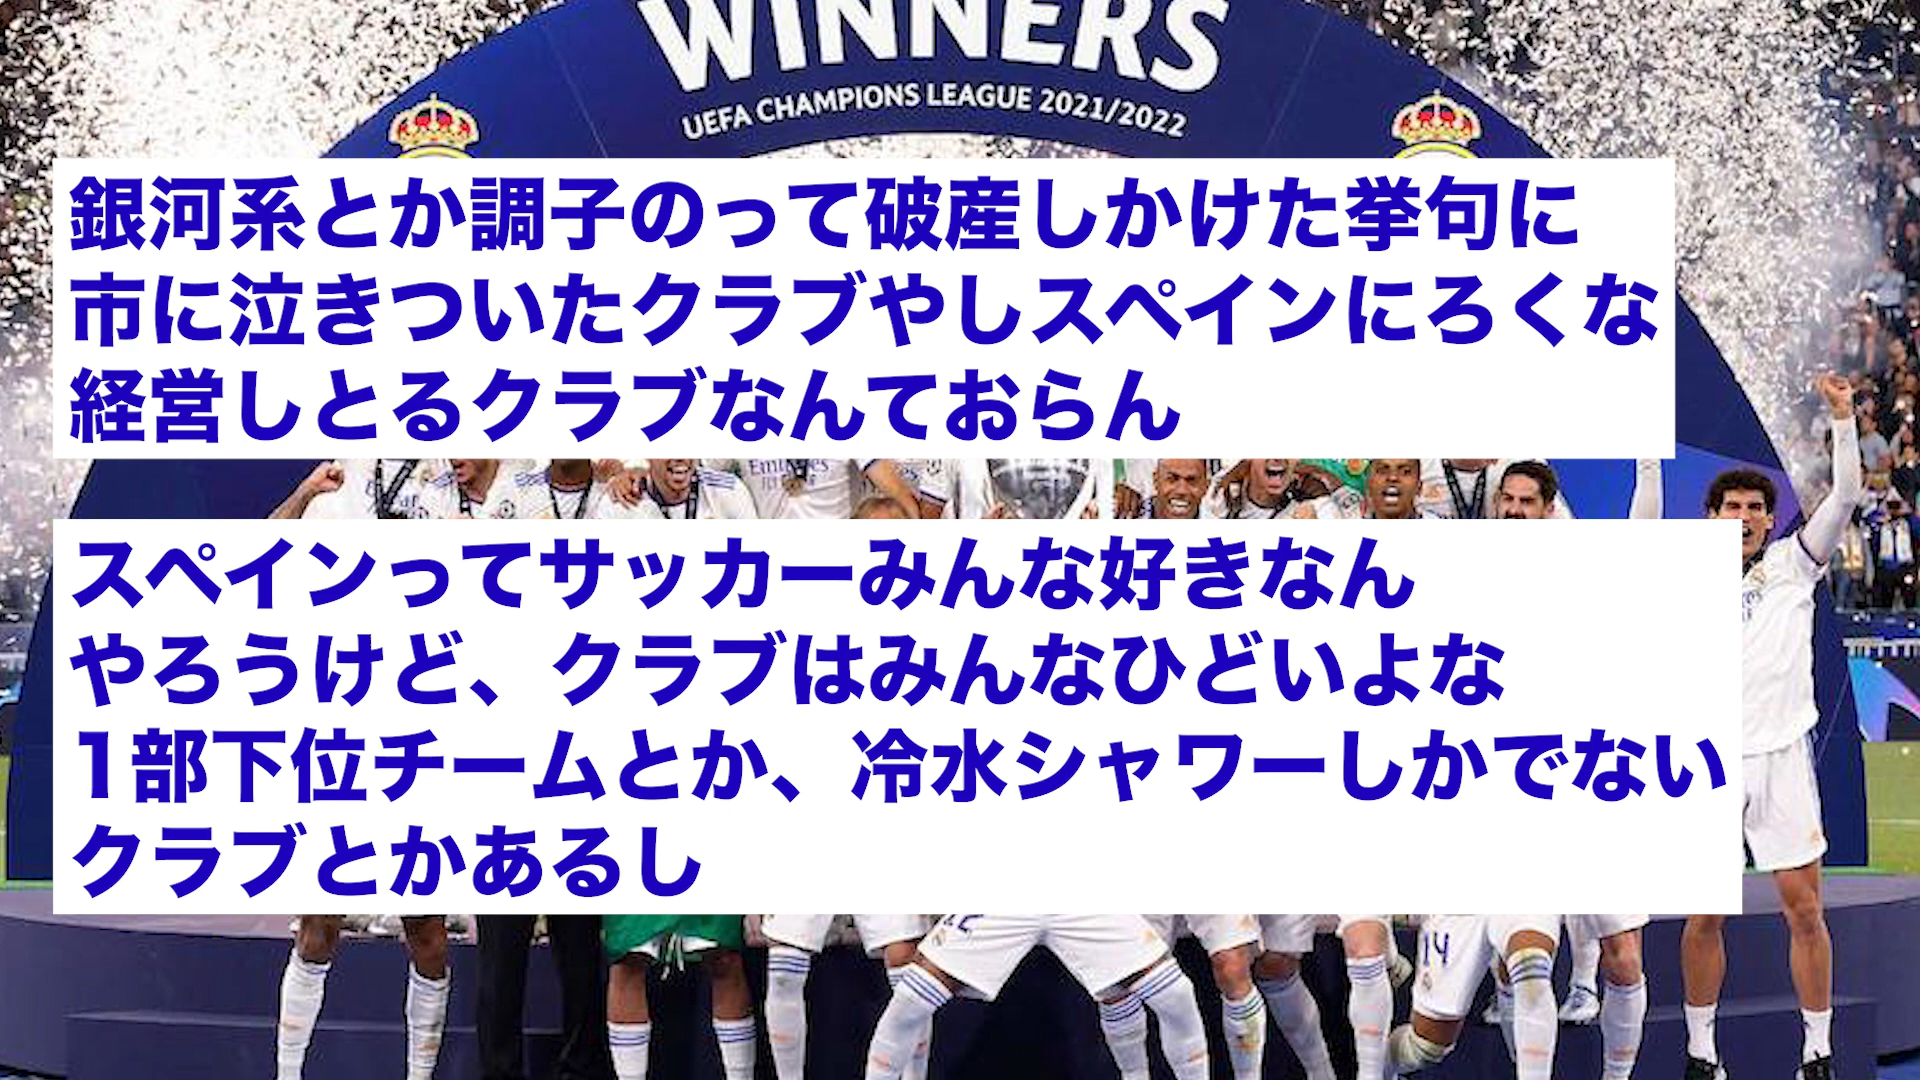 WINNERS
UEFA CHAMPIONS LEAGUE 2021/2022
銀河系とか調子のって破産しかけた挙句に
市に泣きついたクラブやしスペインにろくな
経営しとるクラブなんておらん
Emirates
スペインってサッカーみんな好きなん
やろうけど、クラブはみんなひどいよな
1部下位チームとか、冷水シャワーしかでない
クラブとかあるし
14